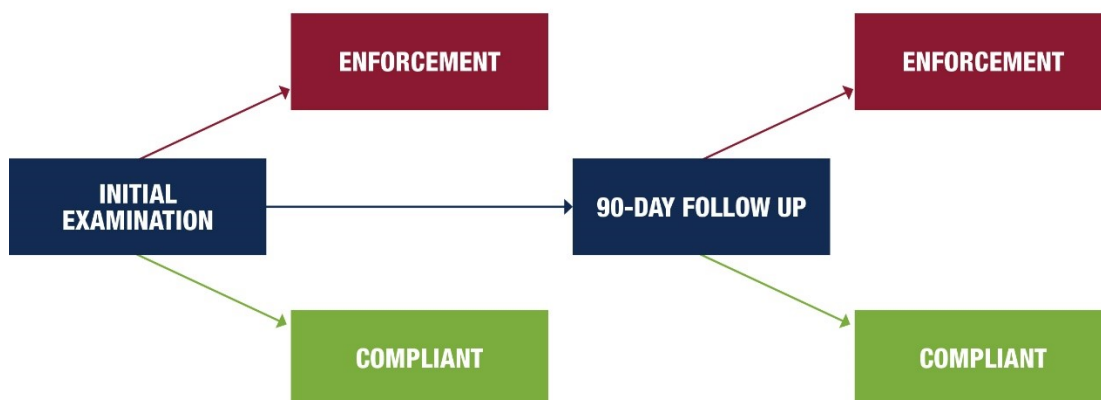 ENFORCEMENT
ENFORCEMENT
INITIAL
EXAMINATION
90-DAY FOLLOW UP
COMPLIANT
COMPLIANT